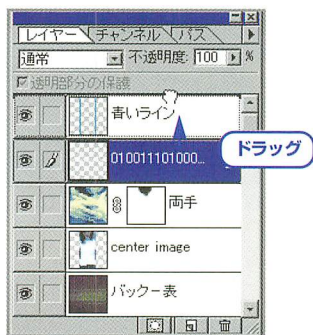 レイヤー チャンネル パス
通常 不透明度: 100 %
透明部分の保護
青いライン
ドラッグ
010011101000...
両手
center image
バックー表